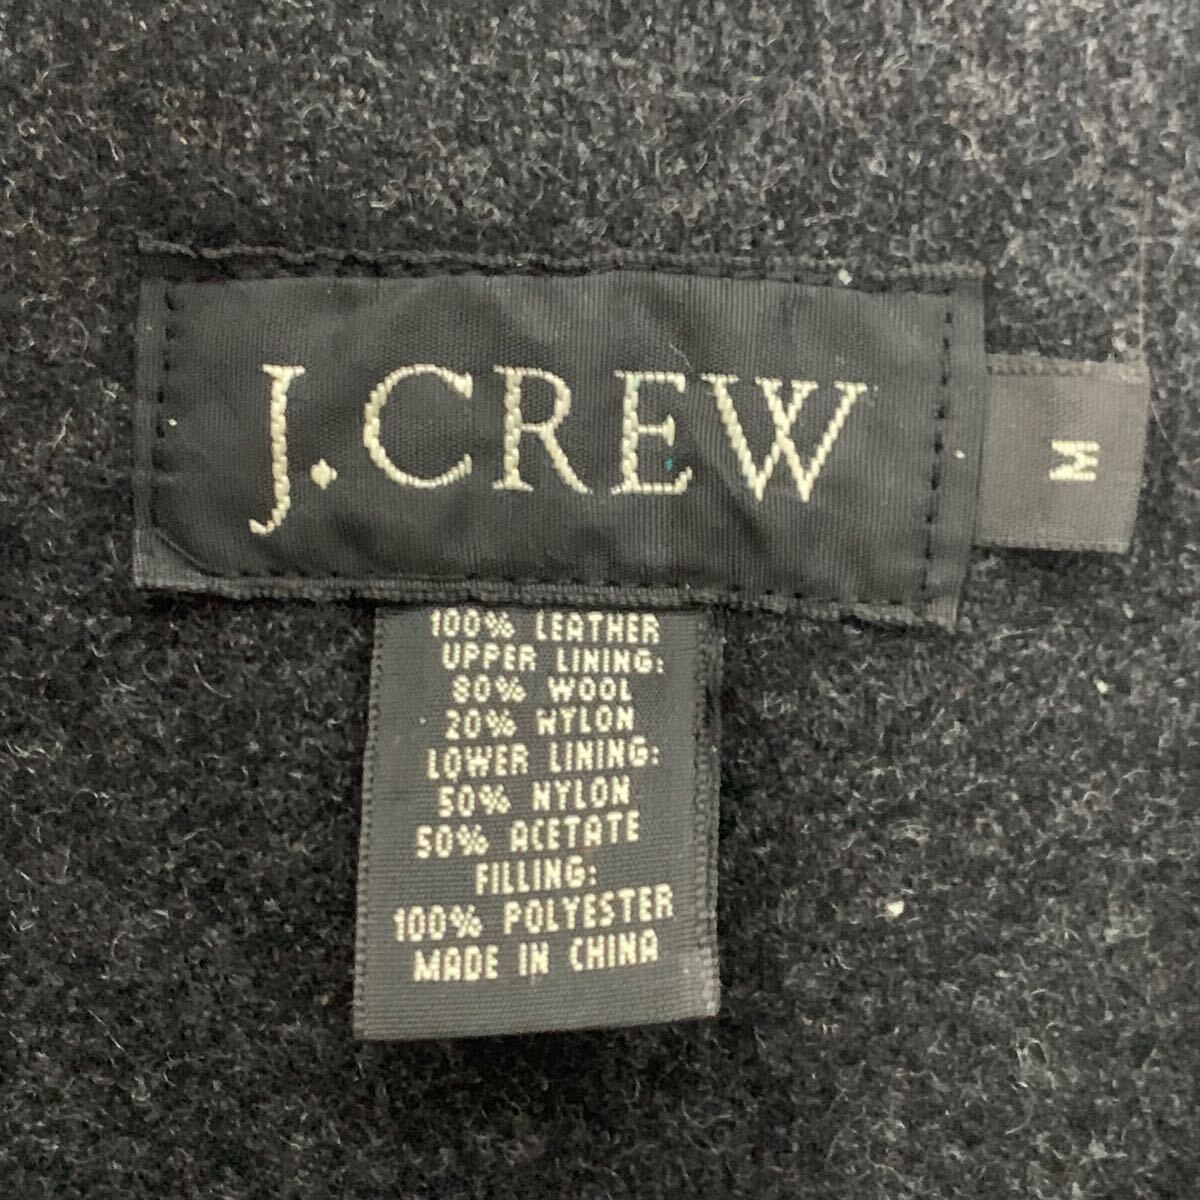 J.CREW
M
100% LEATHER
UPPER LINING:
80% WOOL
20% NYLON
LOWER LINING:
50% NYLON
50% ACETATE
FILLING:
100% POLYESTER
MADE IN CHINA